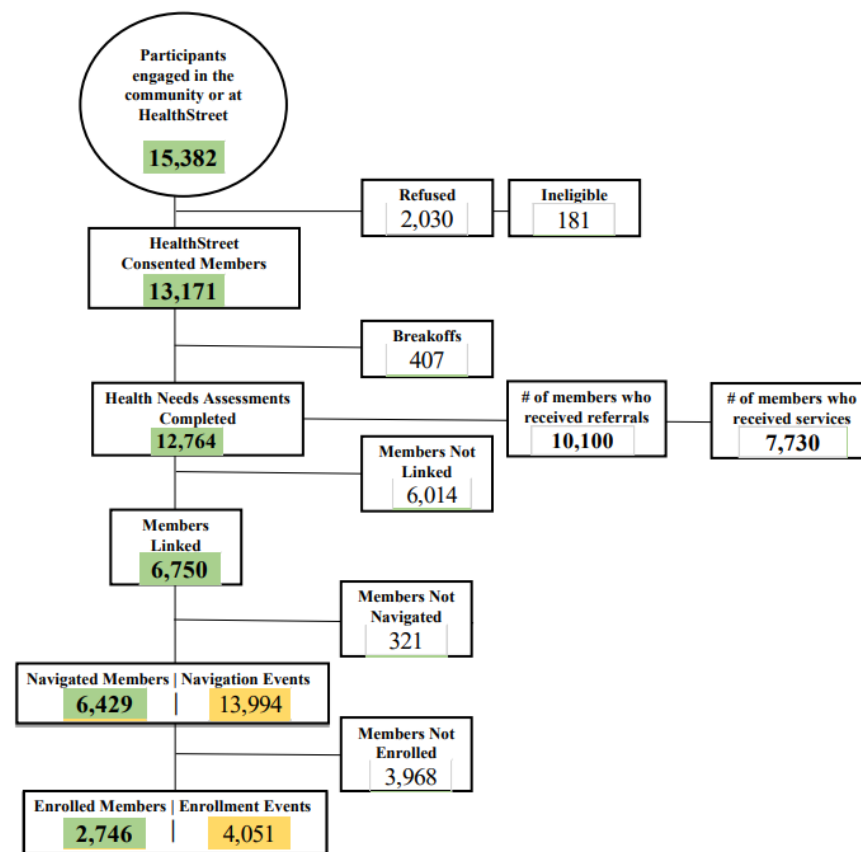 Participants
engaged in the
community or at
HealthStreet
15,382
Refused
2,030
Ineligible
181
HealthStreet
Consented Members
13,171
Breakoffs
407
Health Needs Assessments
Completed
12,764
# of members who
received referrals
10,100
# of members who
received services
7,730
Members Not
Linked
6,014
Members
Linked
6,750
Members Not
Navigated
321
Navigated Members | Navigation Events
6,429 | 13,994
Members Not
Enrolled
3,968
Enrolled Members | Enrollment Events
2,746 | 4,051